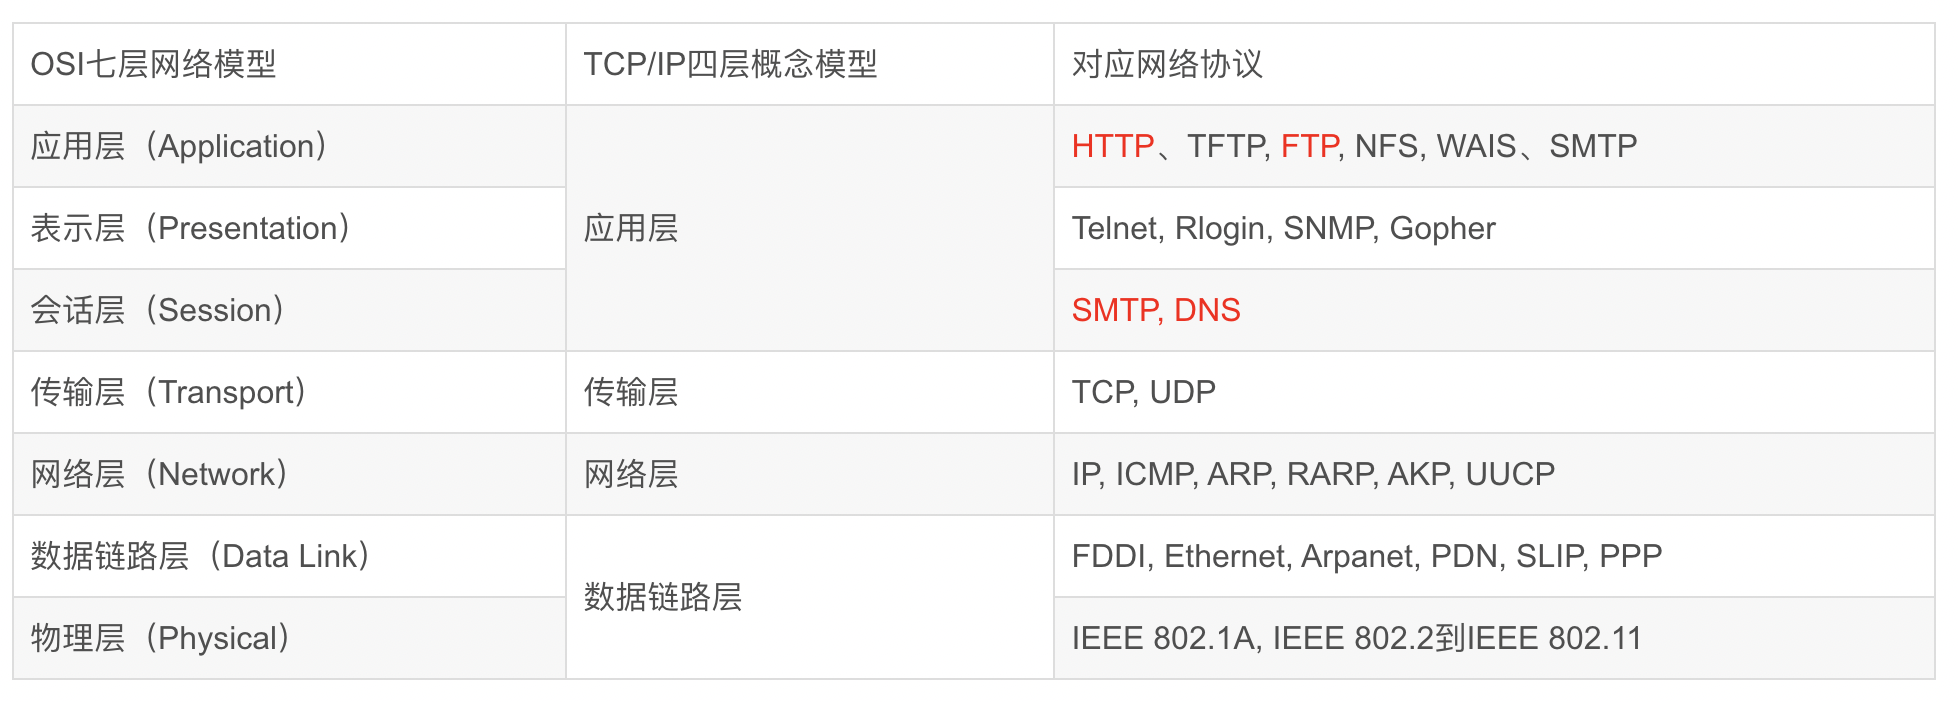 OSI七层网络模型 TCP/IP四层概念模型 对应网络协议
应用层（Application） HTTP、TFTP, FTP, NFS, WAIS、SMTP
表示层（Presentation） 应用层 Telnet, Rlogin, SNMP, Gopher
会话层（Session） SMTP, DNS
传输层（Transport） 传输层 TCP, UDP
网络层（Network） 网络层 IP, ICMP, ARP, RARP, AKP, UUCP
数据链路层（Data Link） FDDI, Ethernet, Arpanet, PDN, SLIP, PPP
数据链路层
物理层（Physical） IEEE 802.1A, IEEE 802.2到IEEE 802.11